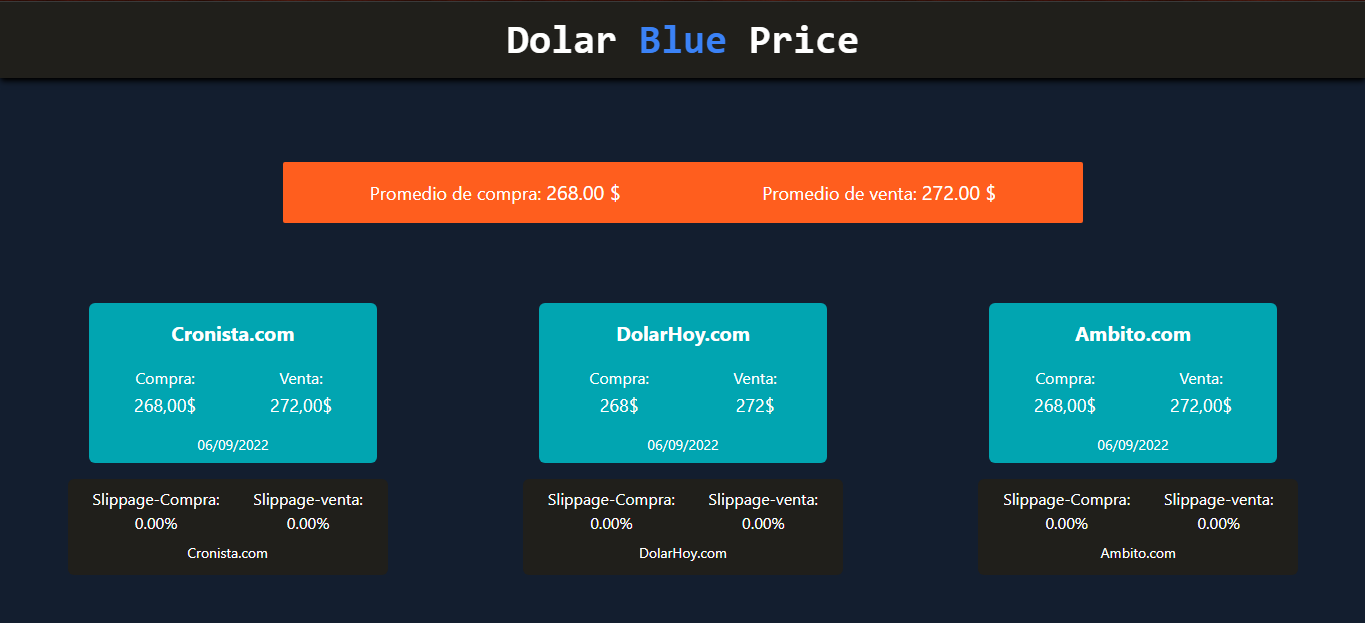 Dolar Blue Price
Promedio de compra: 268.00 $ Promedio de venta: 272.00 $
Cronista.com
Compra: Venta:
268,00$ 272,00$
06/09/2022
DolarHoy.com
Compra: Venta:
268$ 272$
06/09/2022
Ambito.com
Compra: Venta:
268,00$ 272,00$
06/09/2022
Slippage-Compra: Slippage-venta:
0.00% 0.00%
Cronista.com
Slippage-Compra: Slippage-venta:
0.00% 0.00%
DolarHoy.com
Slippage-Compra: Slippage-venta:
0.00% 0.00%
Ambito.com